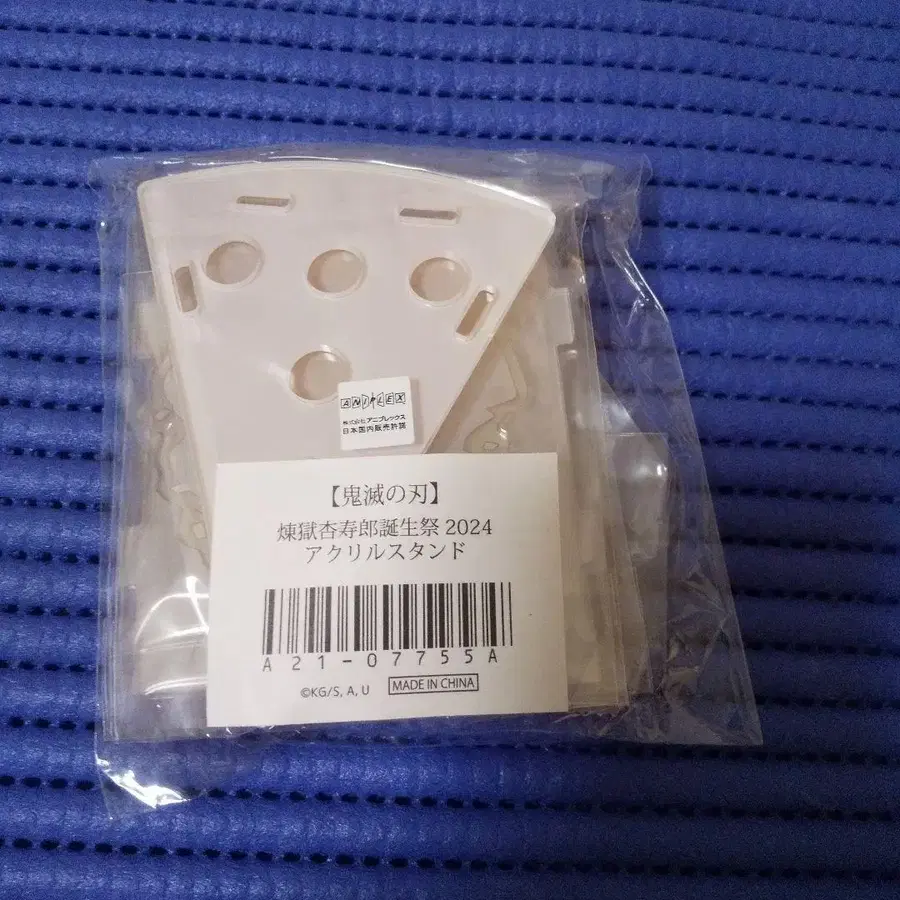 ANIPLEX
株式会社アニプレックス
日本国内販売許諾
【鬼滅の刃】
煉獄杏寿郎誕生祭 2024
アクリルスタンド
A21-07755A
©KG/S, A, U
MADE IN CHINA